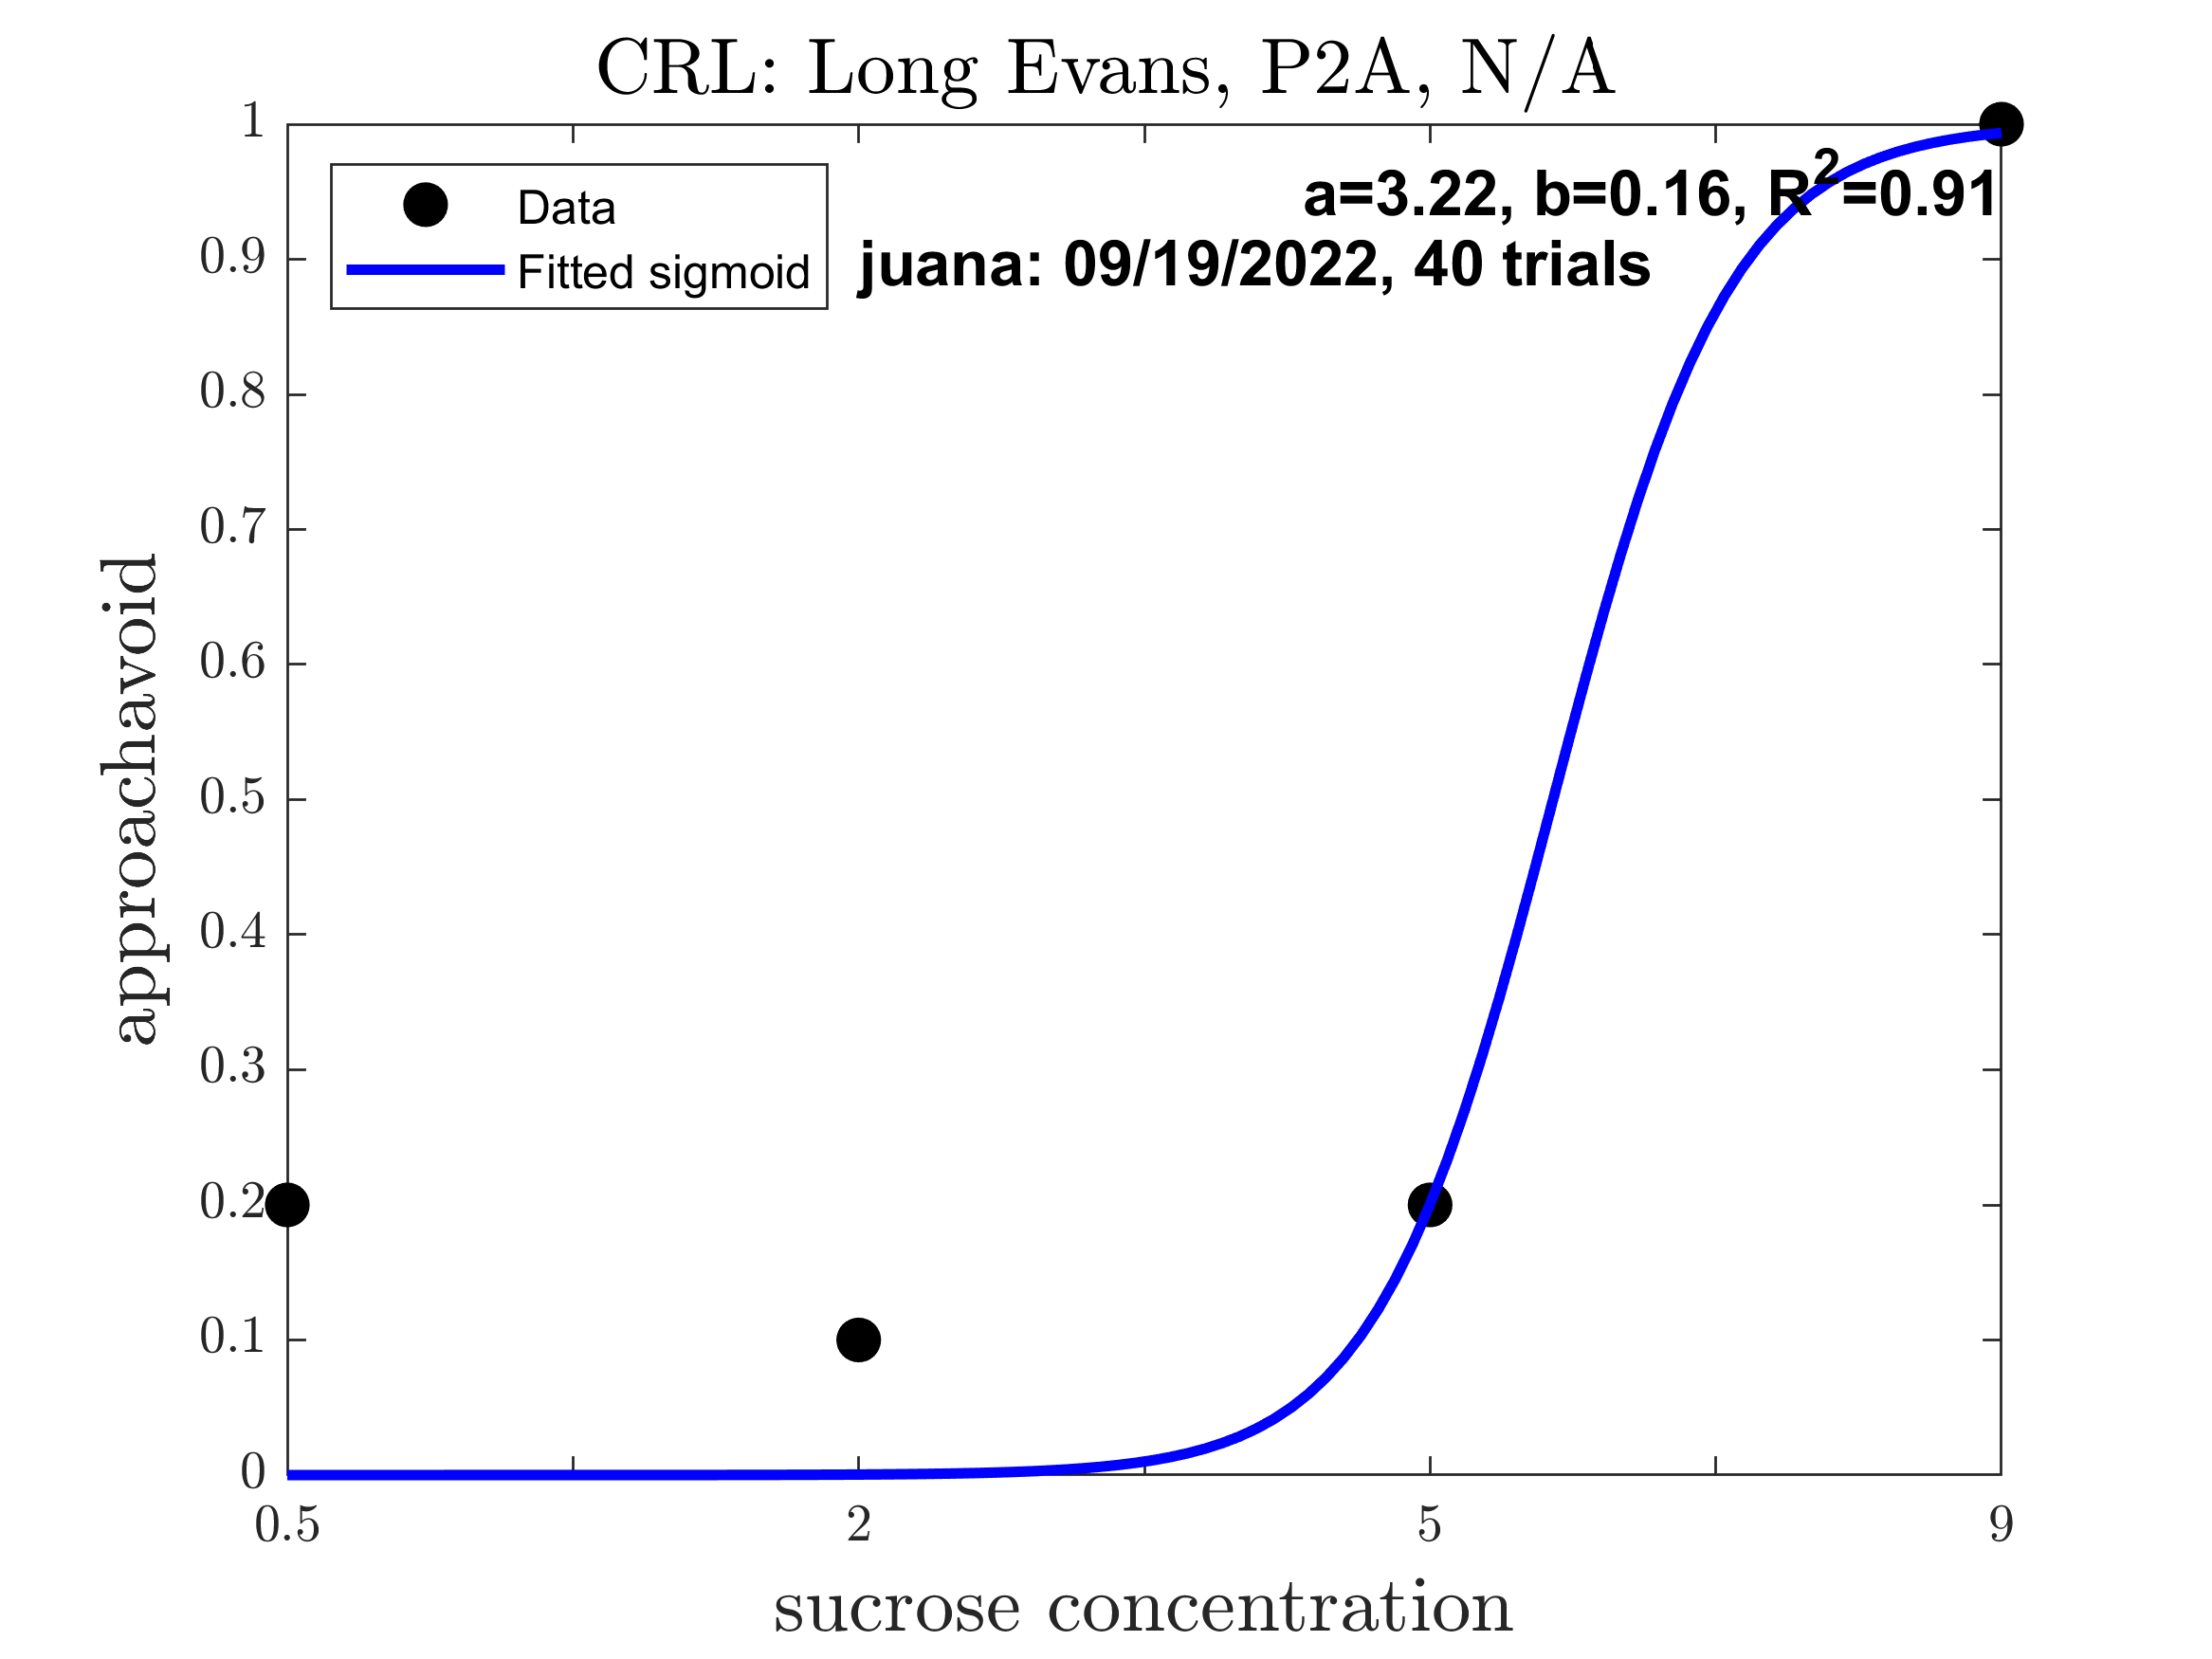 CRL: Long Evans, P2A, N/A
1
0.9
0.8
0.7
0.6
0.5
0.4
0.3
0.2
0.1
0
approachavoid
Data
Fitted sigmoid
a=3.22, b=0.16, R²=0.91
juana: 09/19/2022, 40 trials
0.5 2 5 9
sucrose concentration